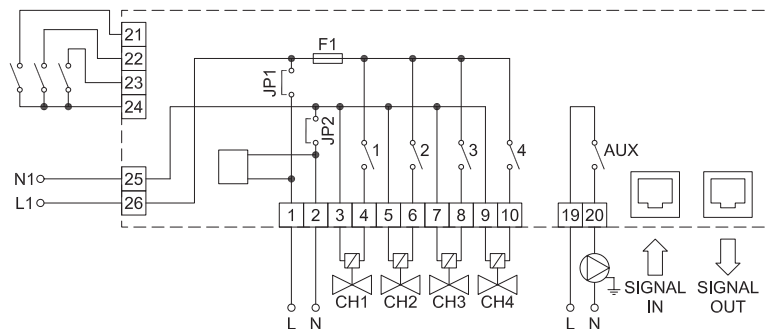 21
22
23
24
F1
JP1
JP2
1
2
3
4
AUX
N1
L1
25
26
1 2 3 4 5 6 7 8 9 10 19 20
CH1 CH2 CH3 CH4
L N
L N
SIGNAL
IN
SIGNAL
OUT